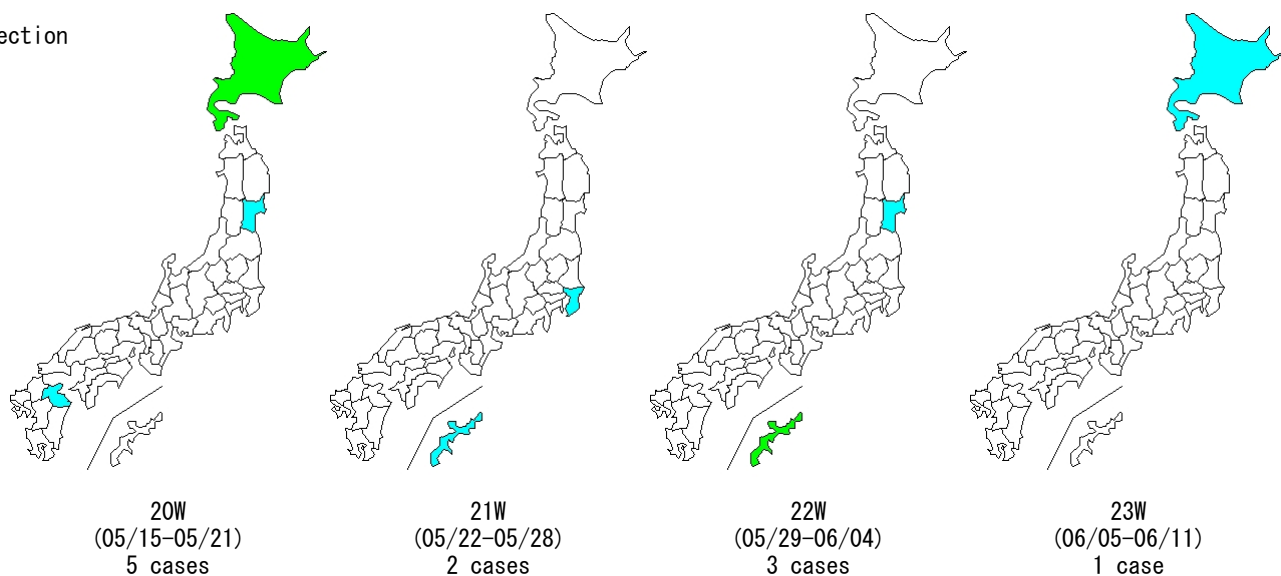 ection
20W
(05/15-05/21)
5 cases
21W
(05/22-05/28)
2 cases
22W
(05/29-06/04)
3 cases
23W
(06/05-06/11)
1 case